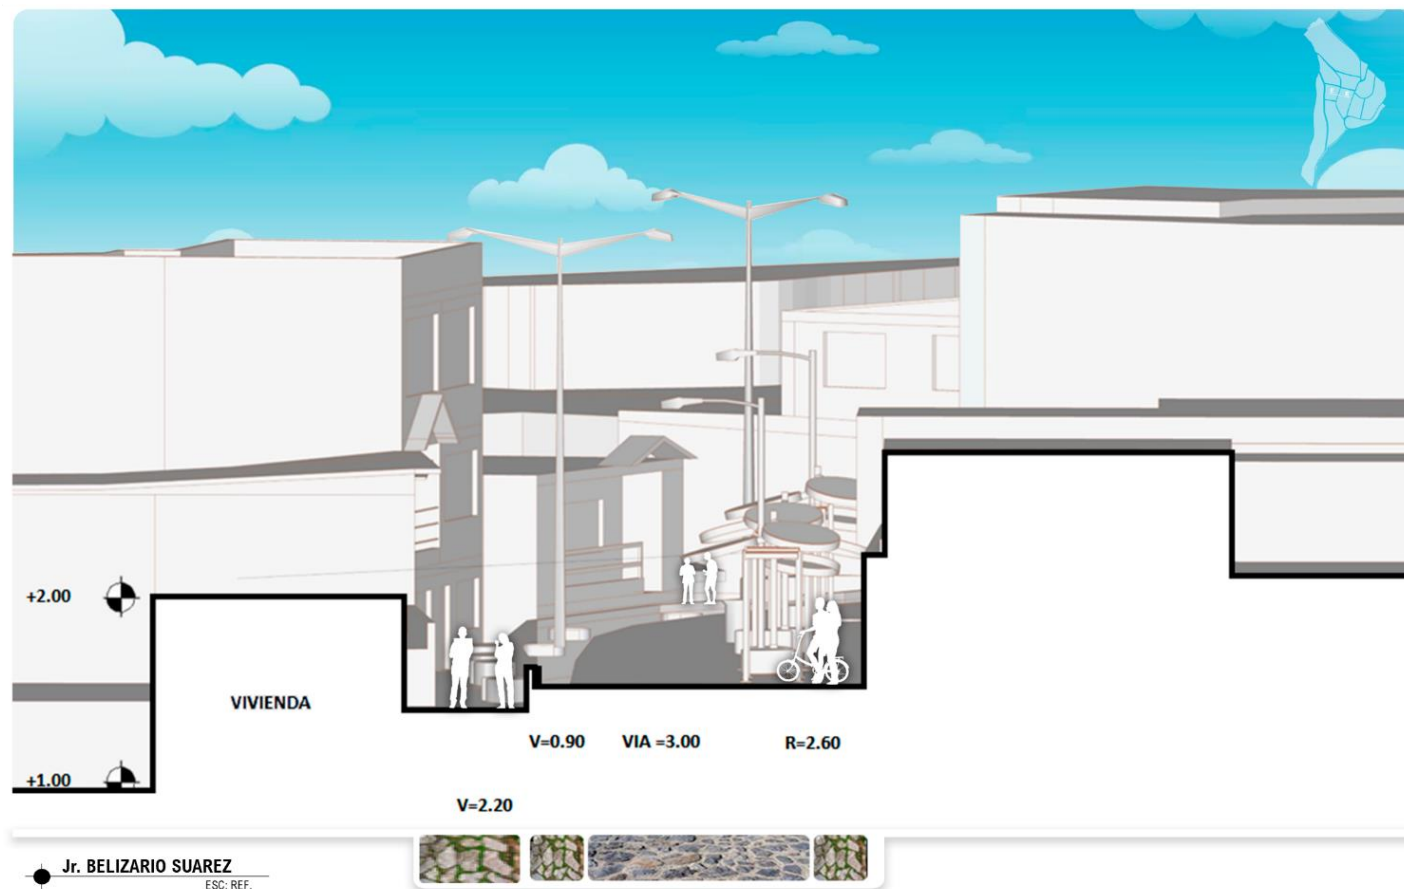 +2.00
VIVIENDA
V=0.90 VIA =3.00 R=2.60
+1.00
V=2.20
Jr. BELIZARIO SUAREZ
ESC: REF.